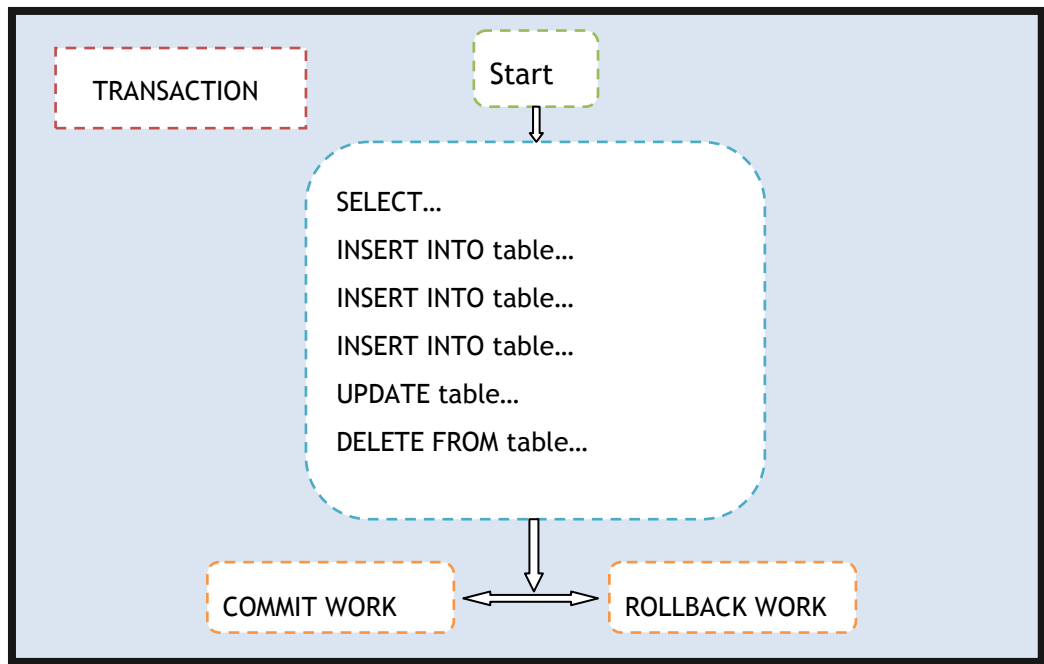 TRANSACTION
Start
SELECT…
INSERT INTO table…
INSERT INTO table…
INSERT INTO table…
UPDATE table…
DELETE FROM table…
COMMIT WORK
ROLLBACK WORK